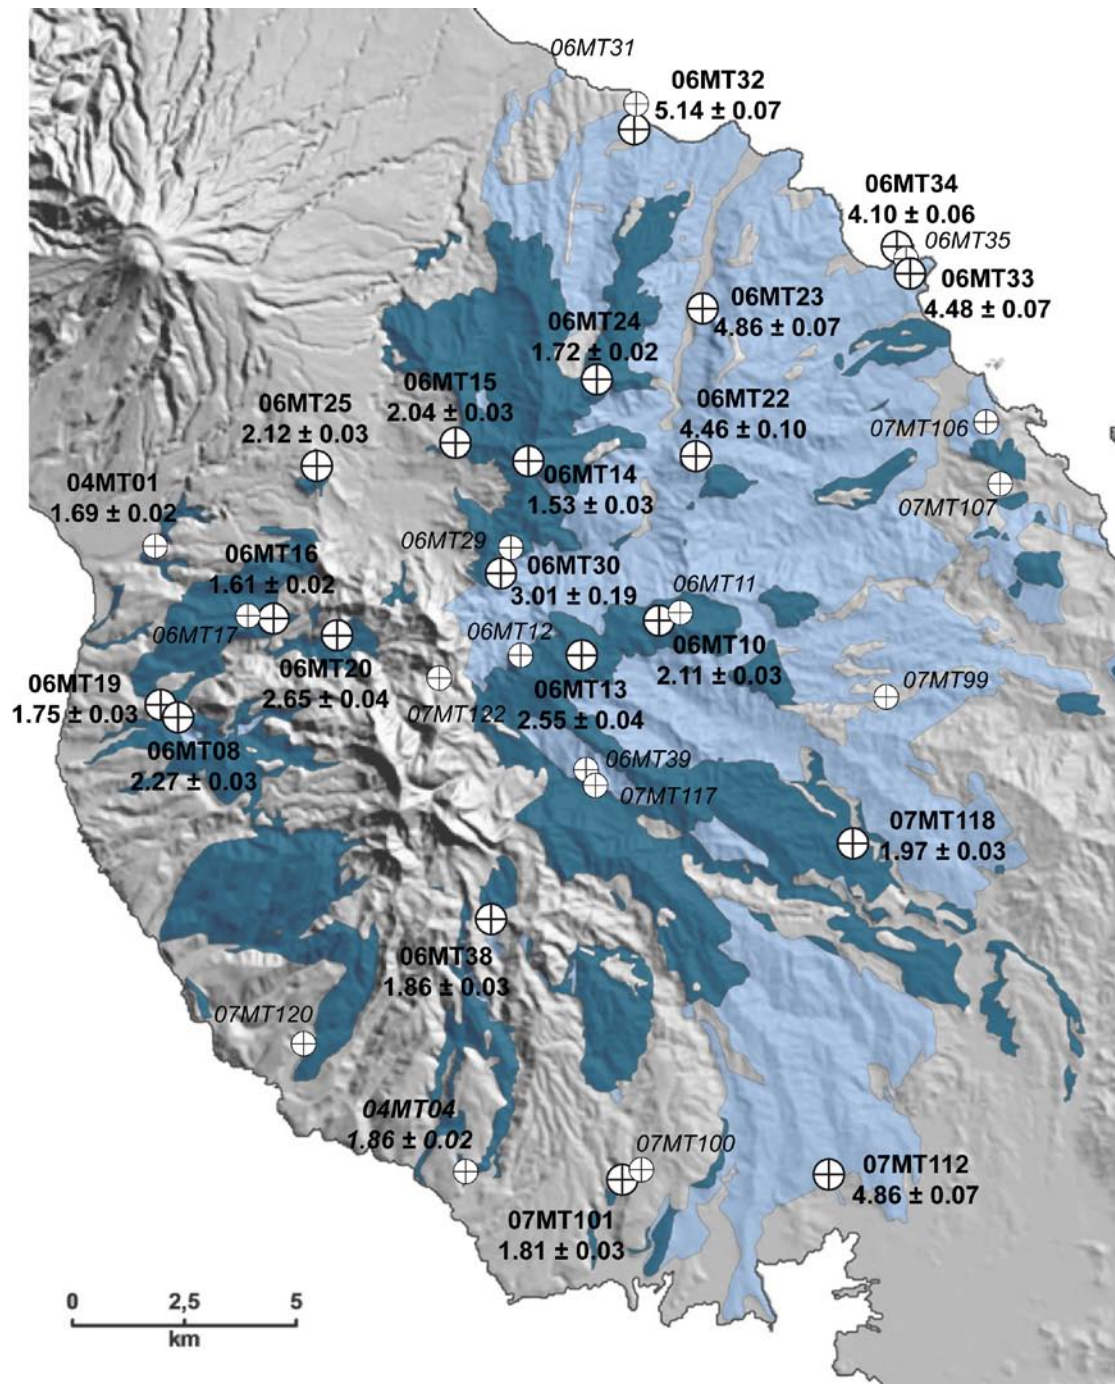 06MT31
06MT32
5.14 ± 0.07
06MT34
4.10 ± 0.06
06MT35
06MT33
4.48 ± 0.07
06MT23
4.86 ± 0.07
06MT24
1.72 ± 0.02
06MT15
2.04 ± 0.03
06MT25
2.12 ± 0.03
06MT22
4.46 ± 0.10
07MT106
06MT14
1.53 ± 0.03
04MT01
1.69 ± 0.02
07MT107
06MT29
06MT16
1.61 ± 0.02
06MT30
3.01 ± 0.19
06MT11
06MT17
06MT12
06MT20
2.65 ± 0.04
06MT10
2.11 ± 0.03
06MT19
1.75 ± 0.03
06MT13
2.55 ± 0.04
07MT99
07MT122
06MT08
2.27 ± 0.03
06MT39
07MT117
07MT118
1.97 ± 0.03
06MT38
1.86 ± 0.03
07MT120
04MT04
1.86 ± 0.02
07MT100
07MT112
4.86 ± 0.07
07MT101
1.81 ± 0.03
0 2,5 5
km